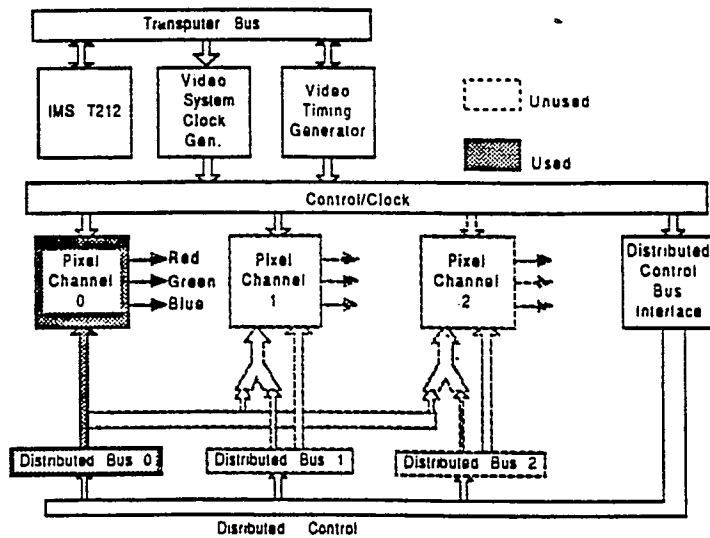 Transputer Bus
IMS T212
Video
System
Clock
Gen.
Video
Timing
Generator
Unused
Used
Control/Clock
Pixel
Channel
0
Red
Green
Blue
Pixel
Channel
1
Pixel
Channel
2
Distributed
Control
Bus
Interface
Distributed Bus 0
Distributed Bus 1
Distributed Bus 2
Disributed Control